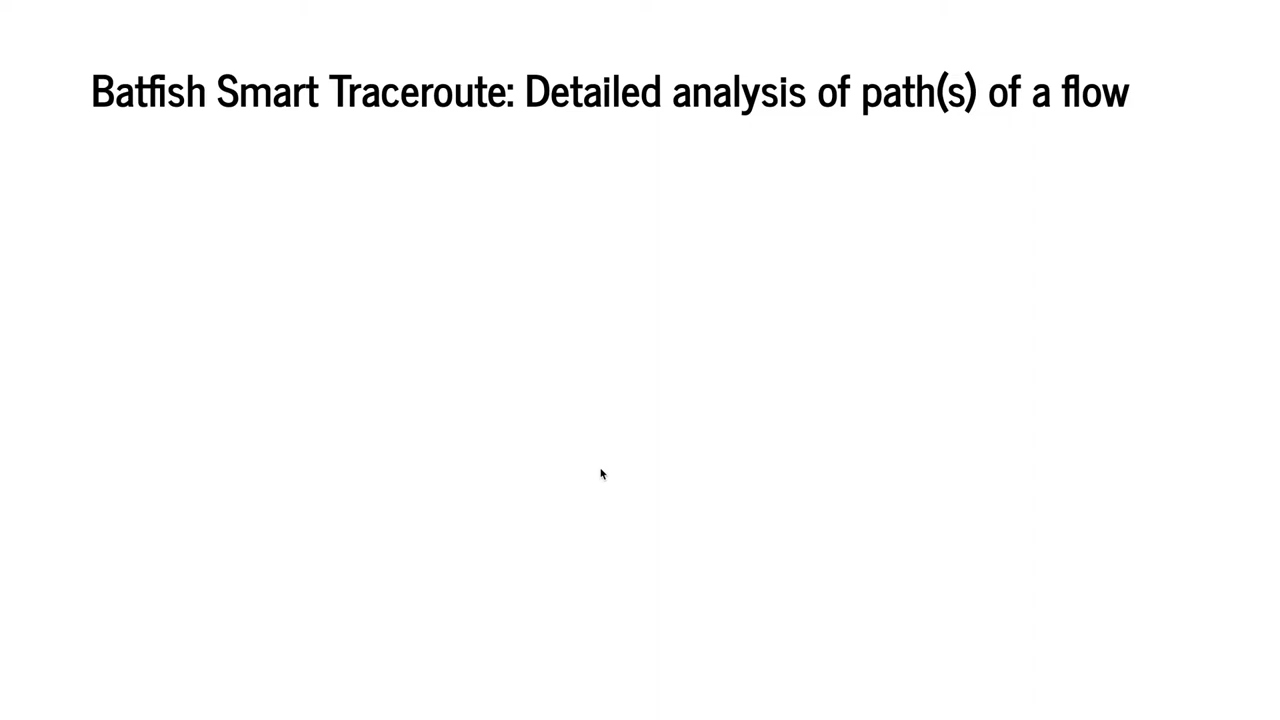 Batfish Smart Traceroute: Detailed analysis of path(s) of a flow